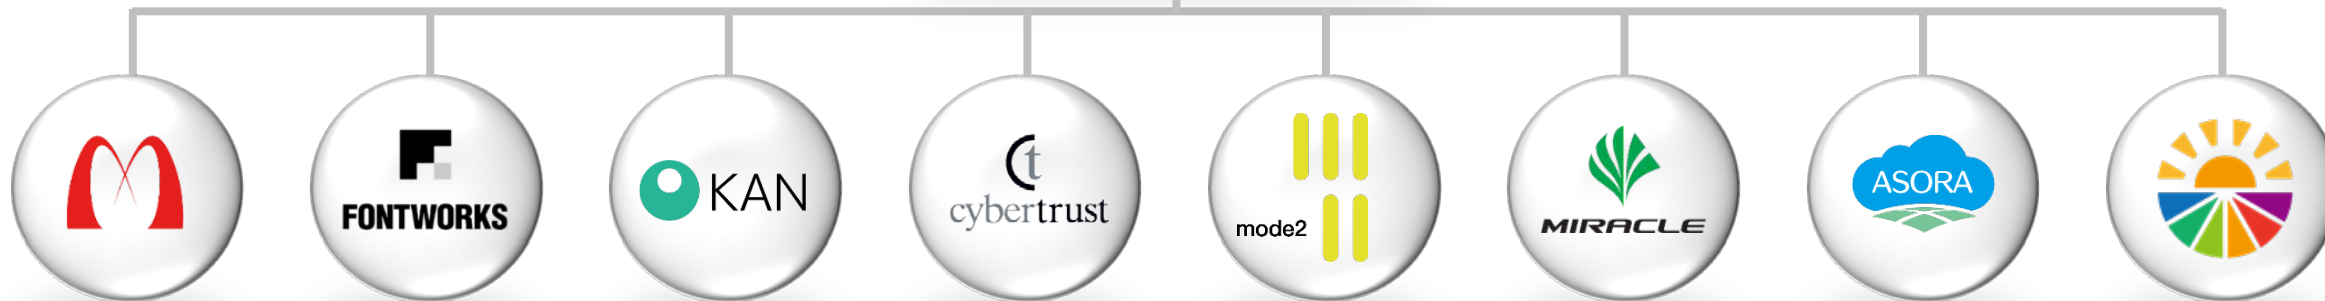 FONTWORKS
KAN
cybertrust
mode2
MIRACLE
ASORA